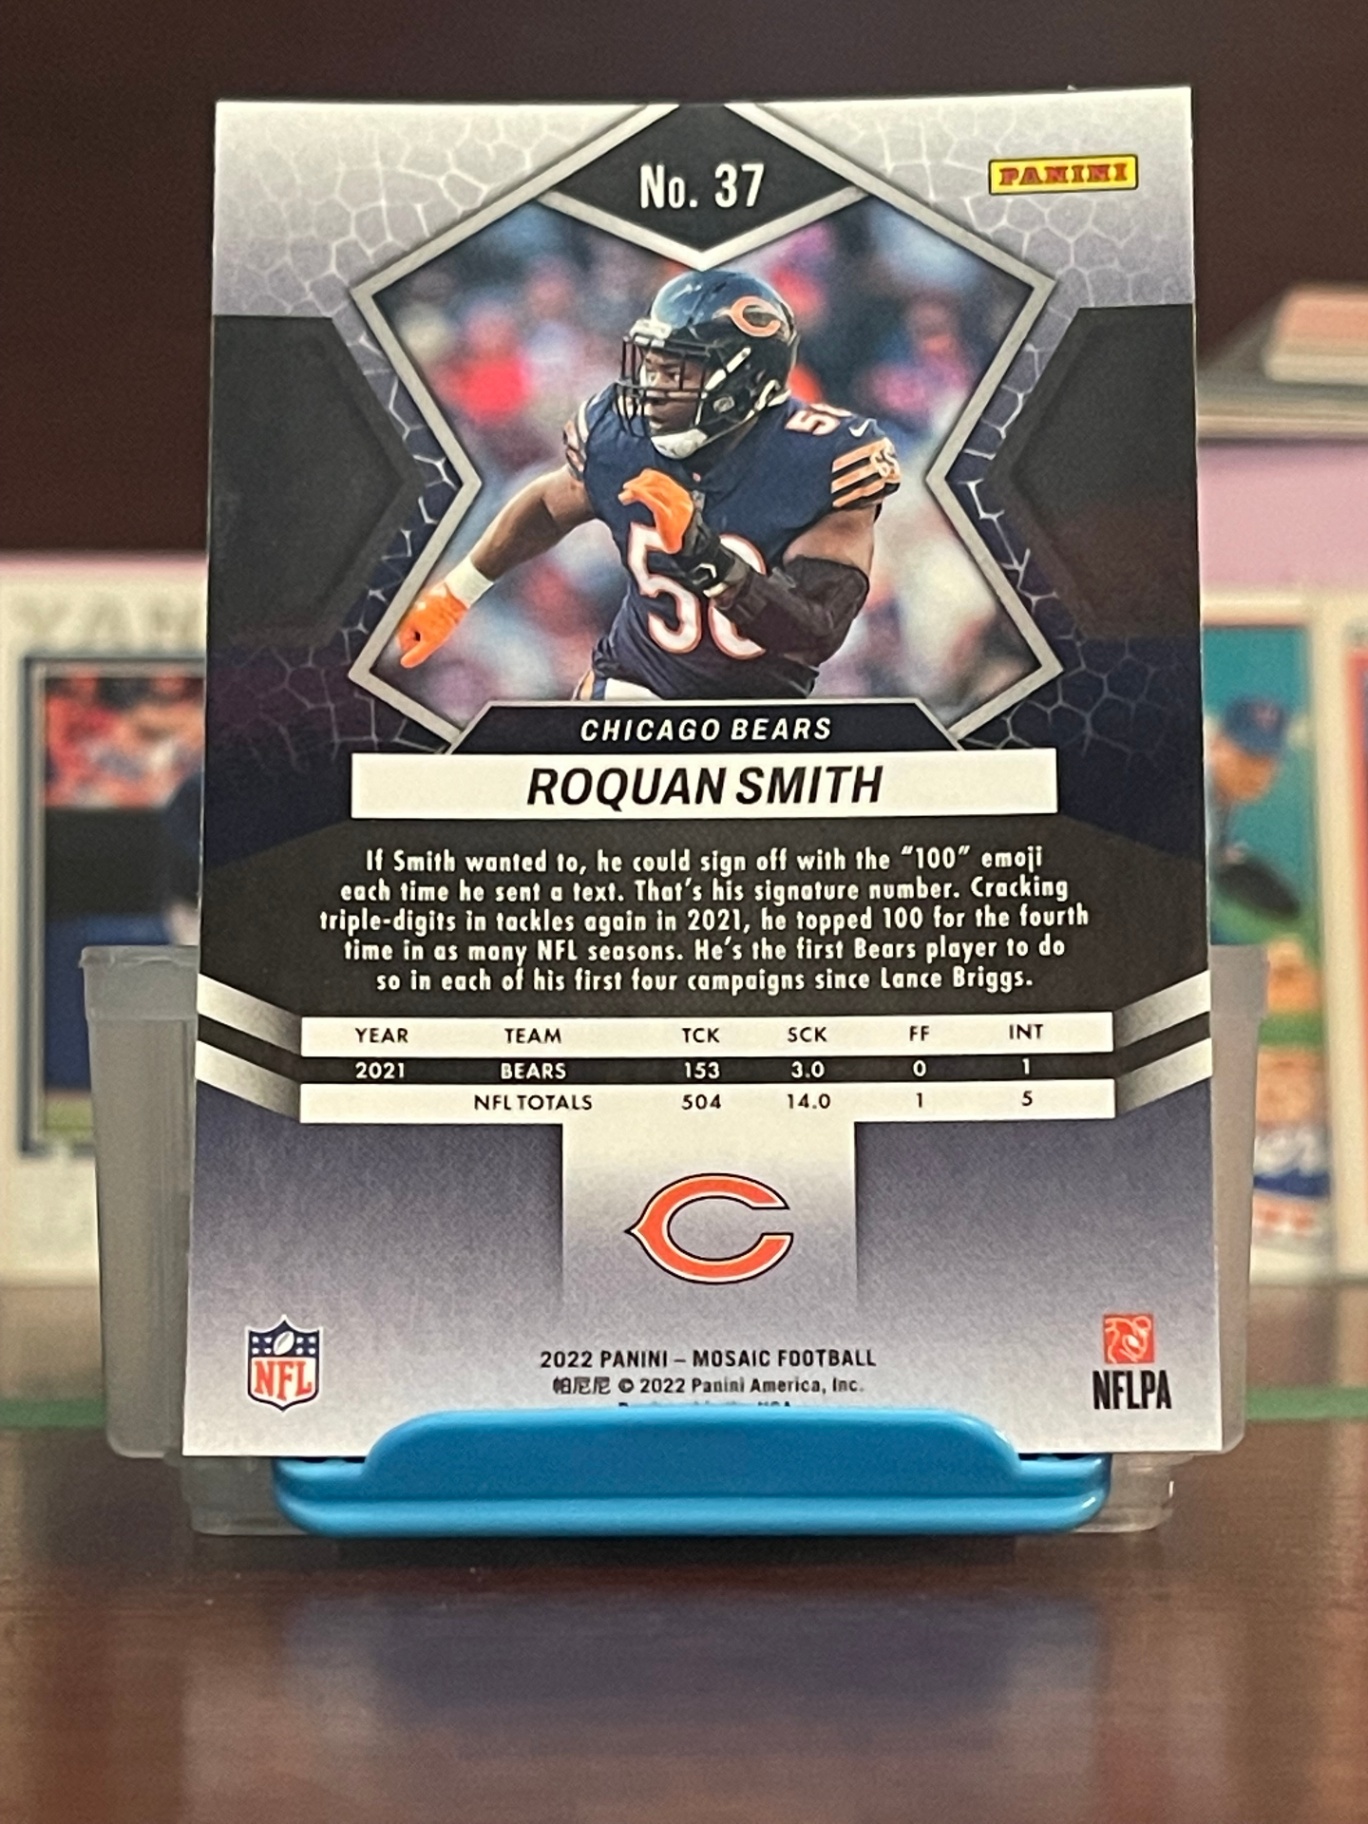 No. 37
PANINI
50
CHICAGO BEARS
ROQUAN SMITH
If Smith wanted to, he could sign off with the “100” emoji
each time he sent a text. That's his signature number. Cracking
triple-digits in tackles again in 2021, he topped 100 for the fourth
time in as many NFL seasons. He's the first Bears player to do
so in each of his first four campaigns since Lance Briggs.
YEAR TEAM TCK SCK FF INT
2021 BEARS 153 3.0 0 1
NFL TOTALS 504 14.0 1 5
NFL
2022 PANINI – MOSAIC FOOTBALL
帕尼尼 © 2022 Panini America, Inc.
NFLPA